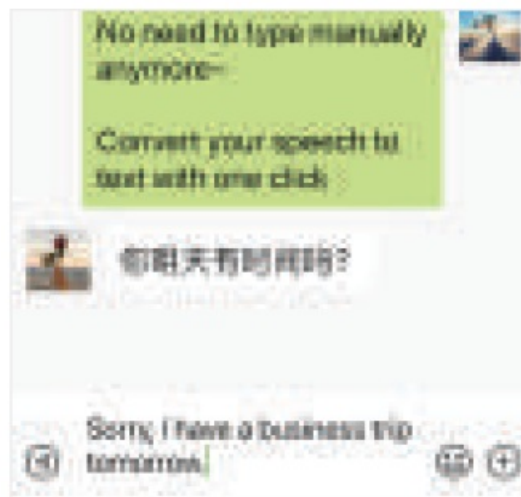 No need to type manually
anymore~
Convert your speech to
text with one click
你明天有时间吗?
Sorry, I have a business trip
tomorrow.